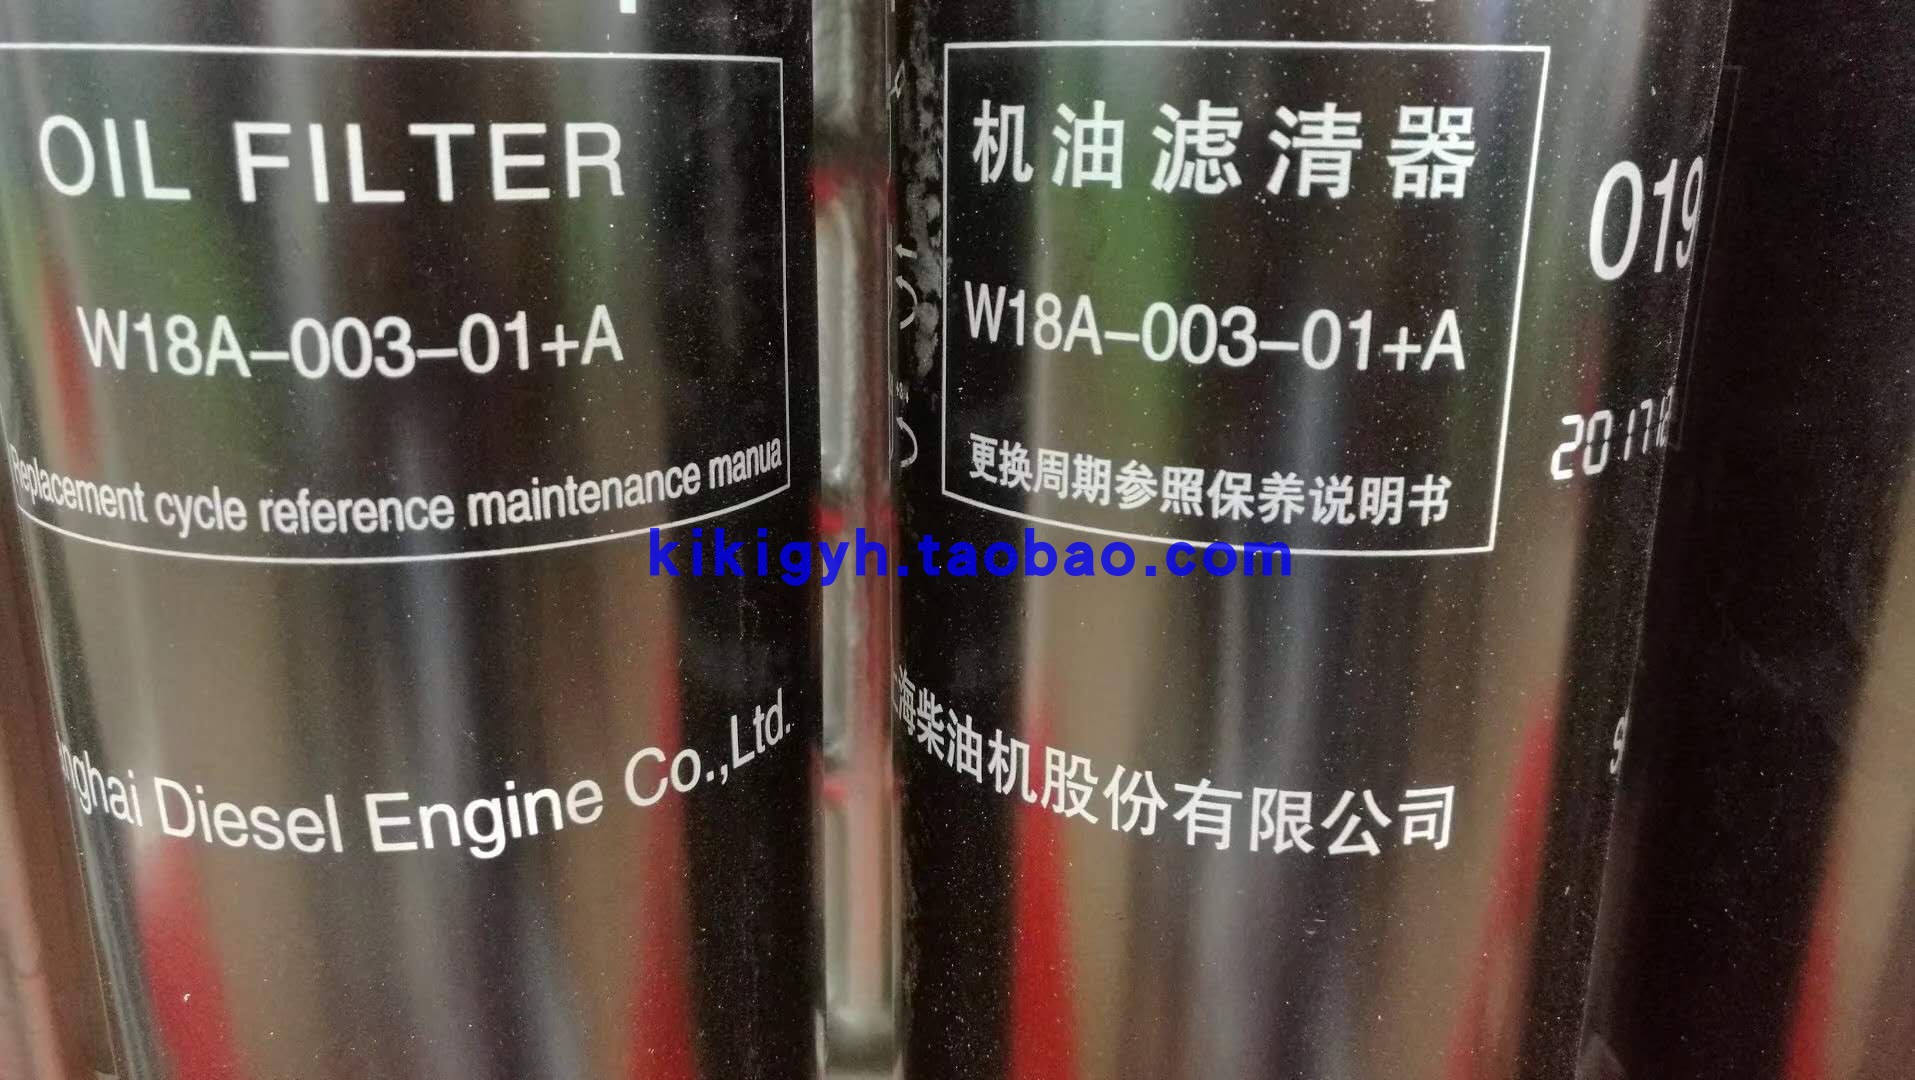 OIL FILTER
W18A-003-01+A
Replacement cycle reference maintenance manua
Diesel Engine Co.,Ltd.
机油滤清器
W18A-003-01+A
更换周期参照保养说明书
上海柴油机股份有限公司
019
kikigyh.taobao.com